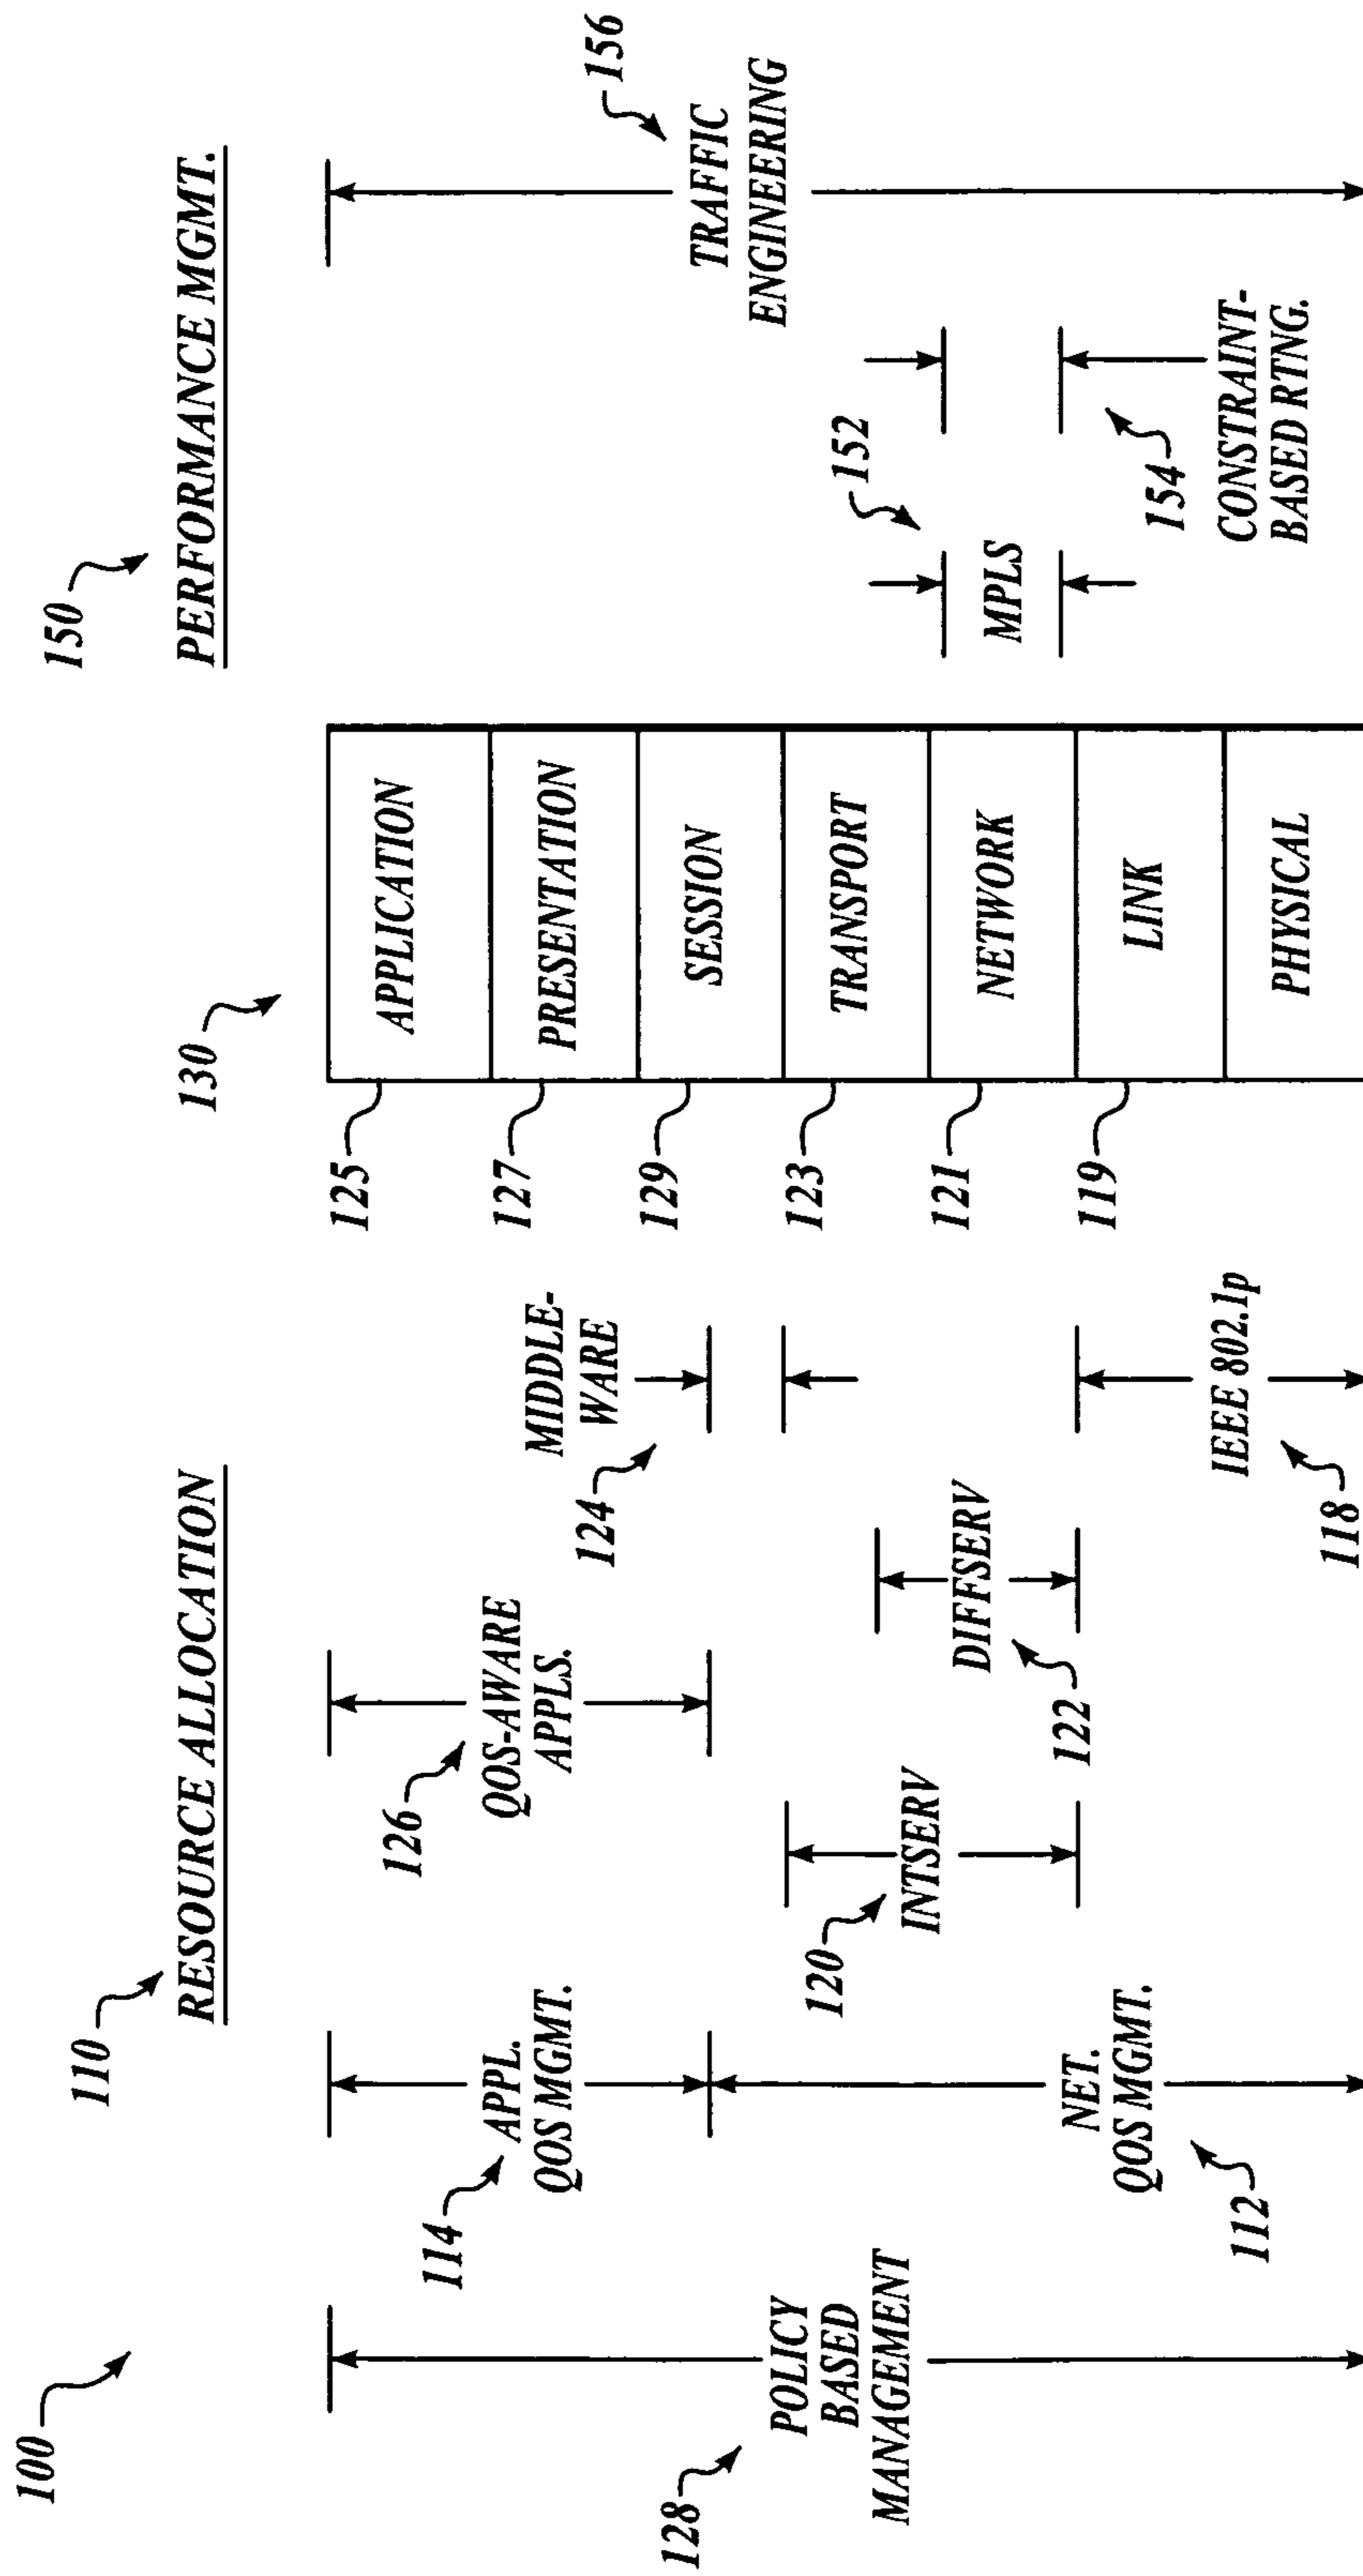 100
110
RESOURCE ALLOCATION
130
150
PERFORMANCE MGMT.
128
POLICY
BASED
MANAGEMENT
114
APPL.
QOS MGMT.
NET.
QOS MGMT.
112
126
QOS-AWARE
APPLS.
120
INTSERV
DIFFSERV
122
MIDDLE-
WARE
124
IEEE 802.1p
118
125
APPLICATION
127
PRESENTATION
129
SESSION
123
TRANSPORT
121
NETWORK
119
LINK
PHYSICAL
152
MPLS
154
CONSTRAINT-
BASED RTNG.
156
TRAFFIC
ENGINEERING